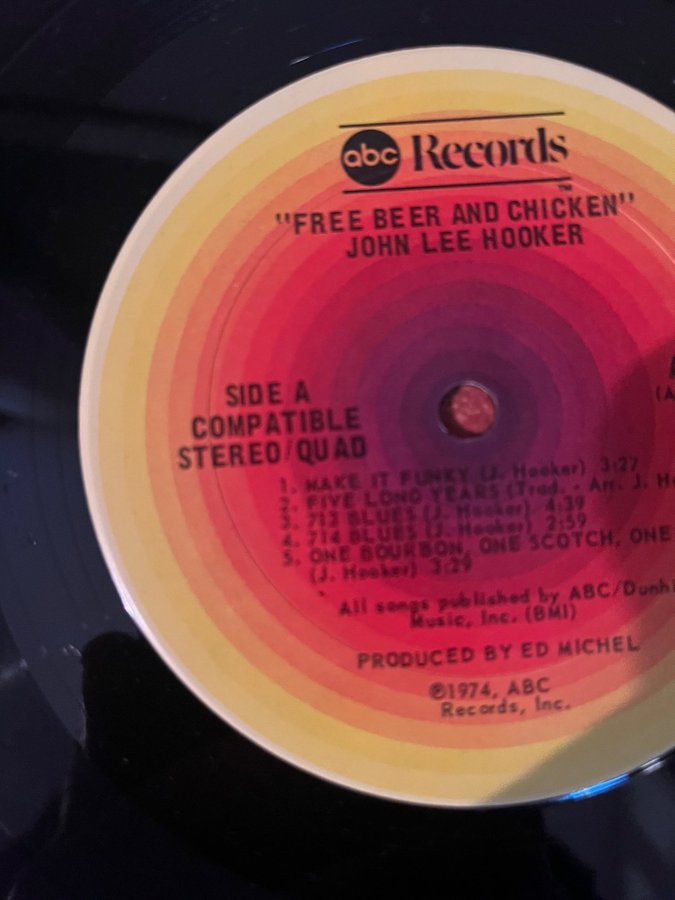 abc Records™
"FREE BEER AND CHICKEN"
JOHN LEE HOOKER
SIDE A
COMPATIBLE
STEREO/QUAD
1. MAKE IT FUNKY (J. Hooker) 3:27
2. FIVE LONG YEARS (Trad. - Arr. J. H
3. 713 BLUES (J. Hooker) 4:39
4. 714 BLUES (J. Hooker) 2:59
5. ONE BOURBON, ONE SCOTCH, ONE
(J. Hooker) 3:29
All songs published by ABC/Dunhi
Music, Inc. (BMI)
PRODUCED BY ED MICHEL
℗1974, ABC
Records, Inc.